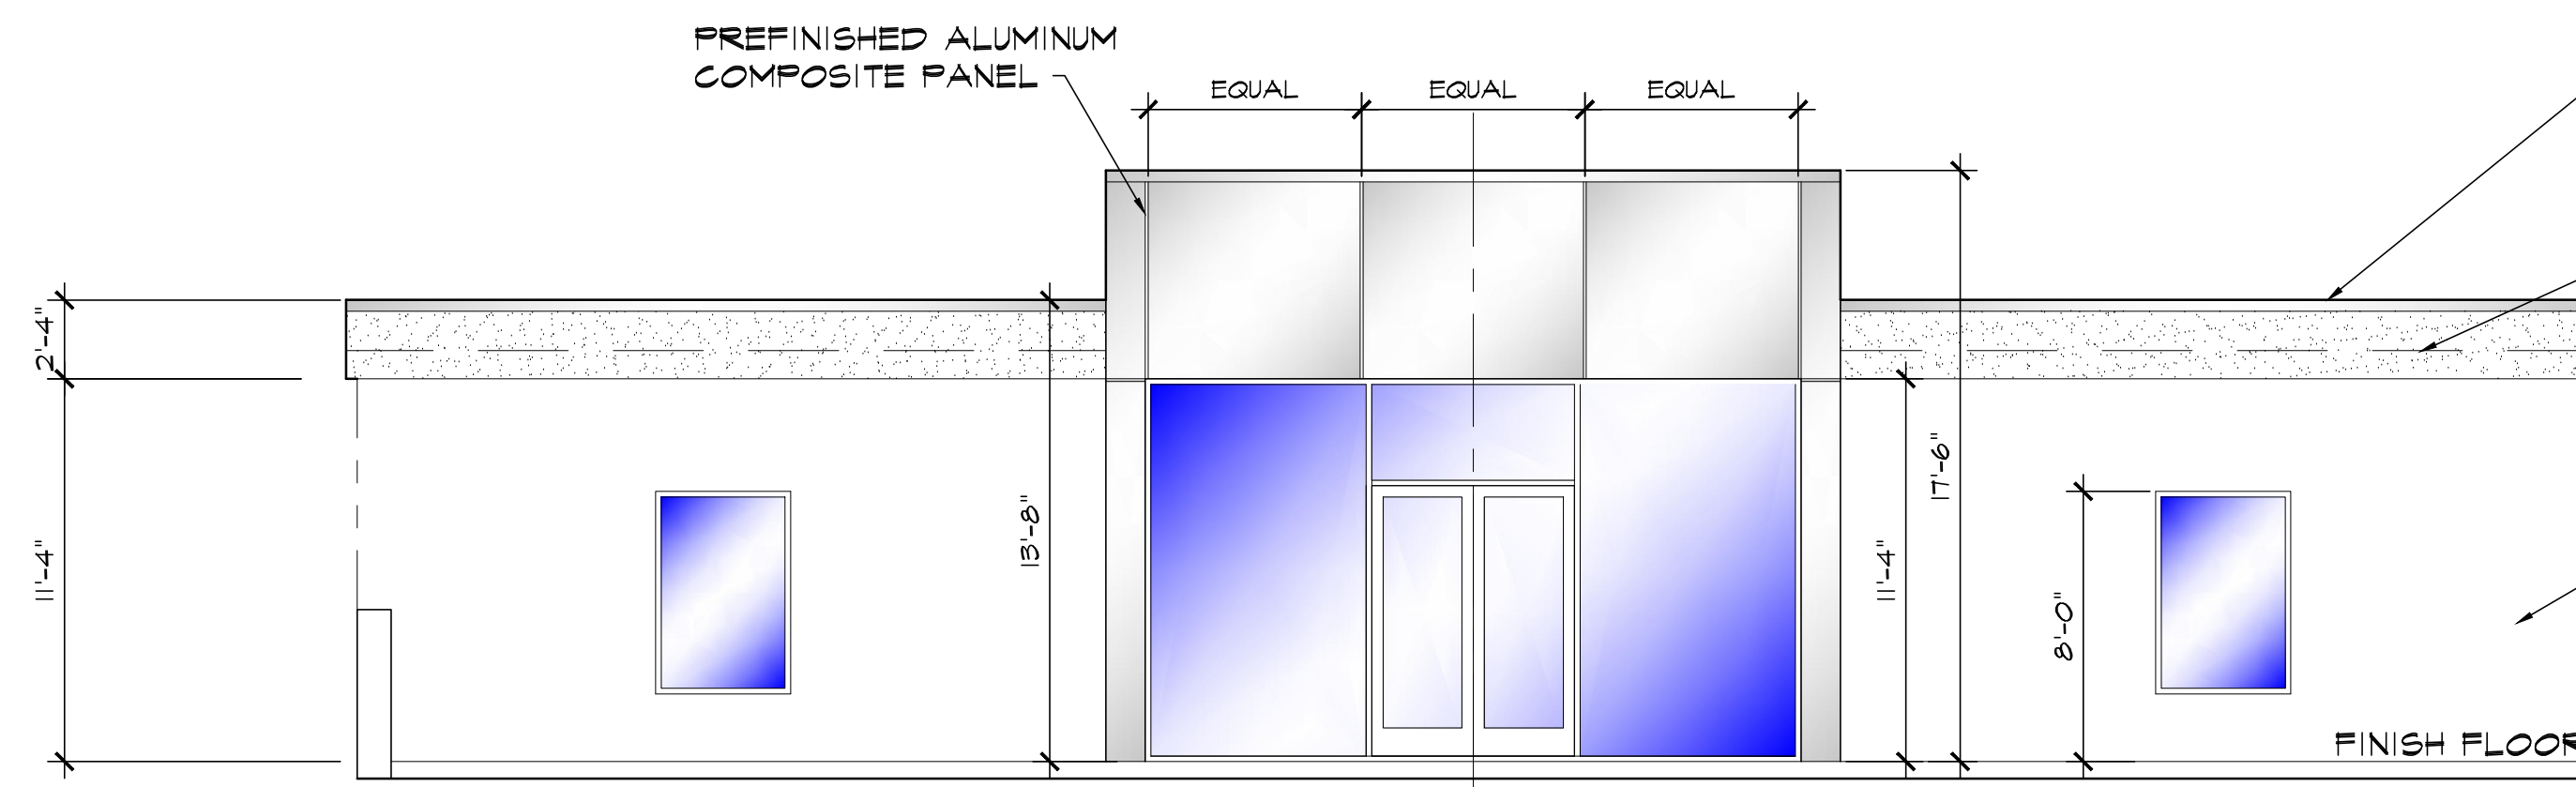 PREFINISHED ALUMINUM
COMPOSITE PANEL
EQUAL EQUAL EQUAL
2'-4"
11'-4"
13'-8"
17'-6"
11'-4"
8'-0"
FINISH FLOOR